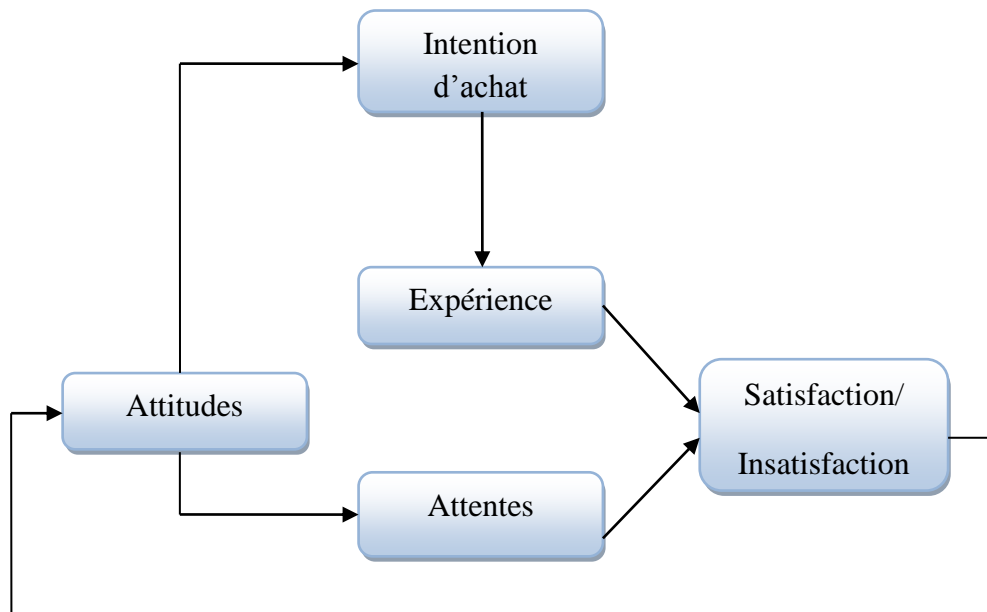 Intention
d’achat
Expérience
Attitudes
Satisfaction/
Insatisfaction
Attentes